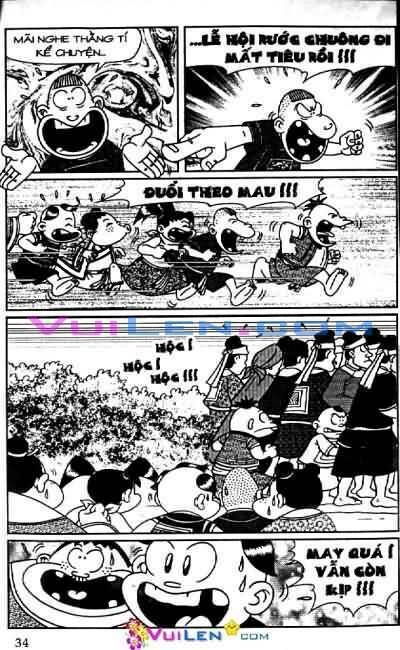 MÃI NGHE THẰNG TÍ
KỂ CHUYỆN...
...LỄ HỘI RƯỚC CHUÔNG ĐI
MẤT TIÊU RỒI !!!
ĐUỔI THEO MAU !!!
VuiLen.com
HỘC !
HỘC !
HỘC !!!
MAY QUÁ !
VẪN CÒN
KỊP !!!
34
VuiLen.com